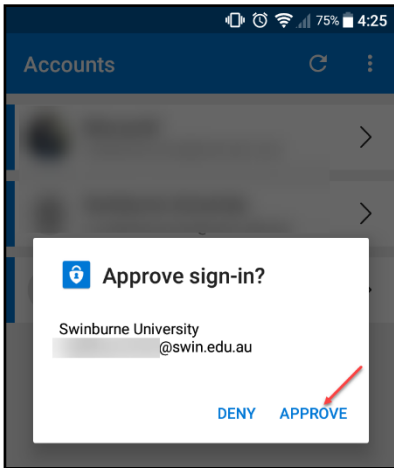 75% 4:25
Accounts
Approve sign-in?
Swinburne University
@swin.edu.au
DENY APPROVE